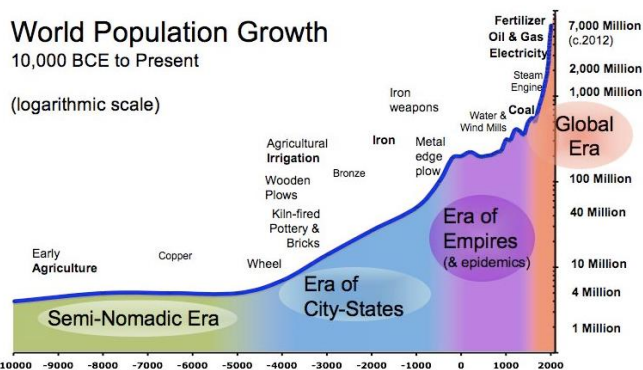 World Population Growth
10,000 BCE to Present
(logarithmic scale)
Fertilizer
Oil & Gas
Electricity
Steam
Engine
Coal
Water &
Wind Mills
Iron
weapons
Iron
Metal
edge
plow
Agricultural
Irrigation
Bronze
Wooden
Plows
Kiln-fired
Pottery &
Bricks
Wheel
Copper
Early
Agriculture
Semi-Nomadic Era
Era of
City-States
Era of
Empires
(& epidemics)
Global
Era
7,000 Million
(c.2012)
2,000 Million
1,000 Million
100 Million
40 Million
10 Million
4 Million
1 Million
10000 -9000 -8000 -7000 -6000 -5000 -4000 -3000 -2000 -1000 0 1000 2000